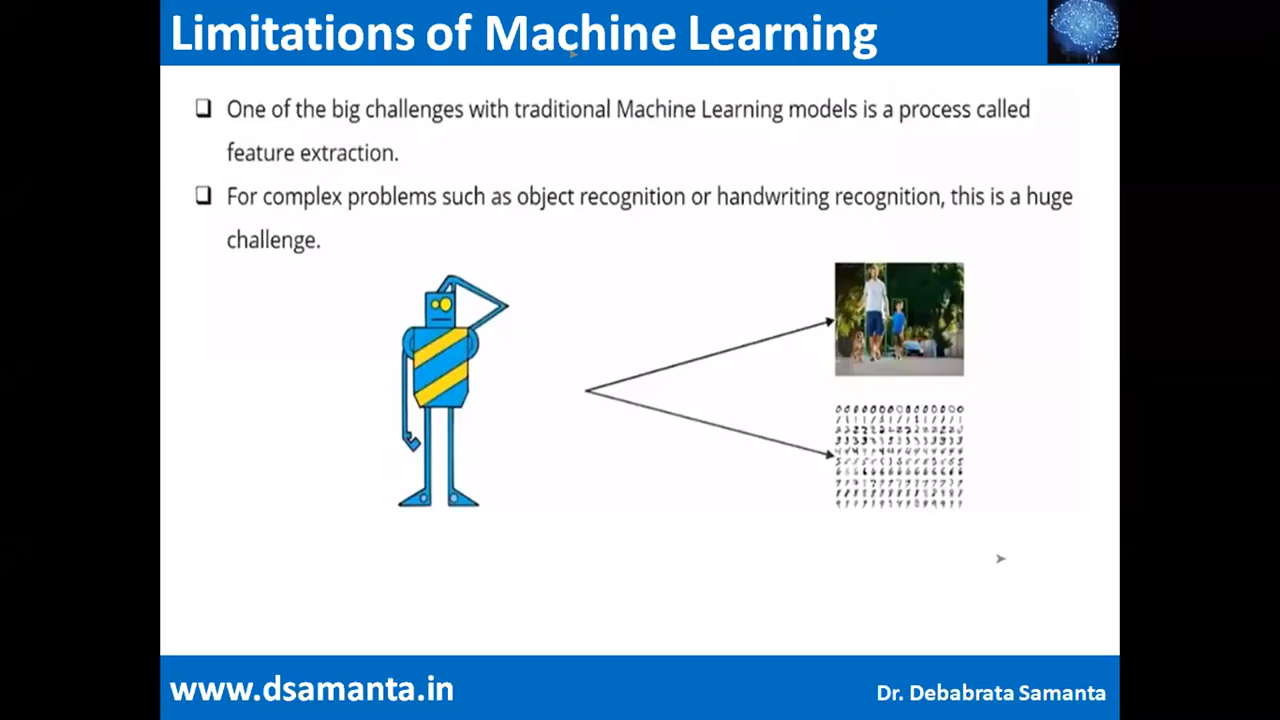 Limitations of Machine Learning
❑ One of the big challenges with traditional Machine Learning models is a process called
feature extraction.
❑ For complex problems such as object recognition or handwriting recognition, this is a huge
challenge.
www.dsamanta.in
Dr. Debabrata Samanta